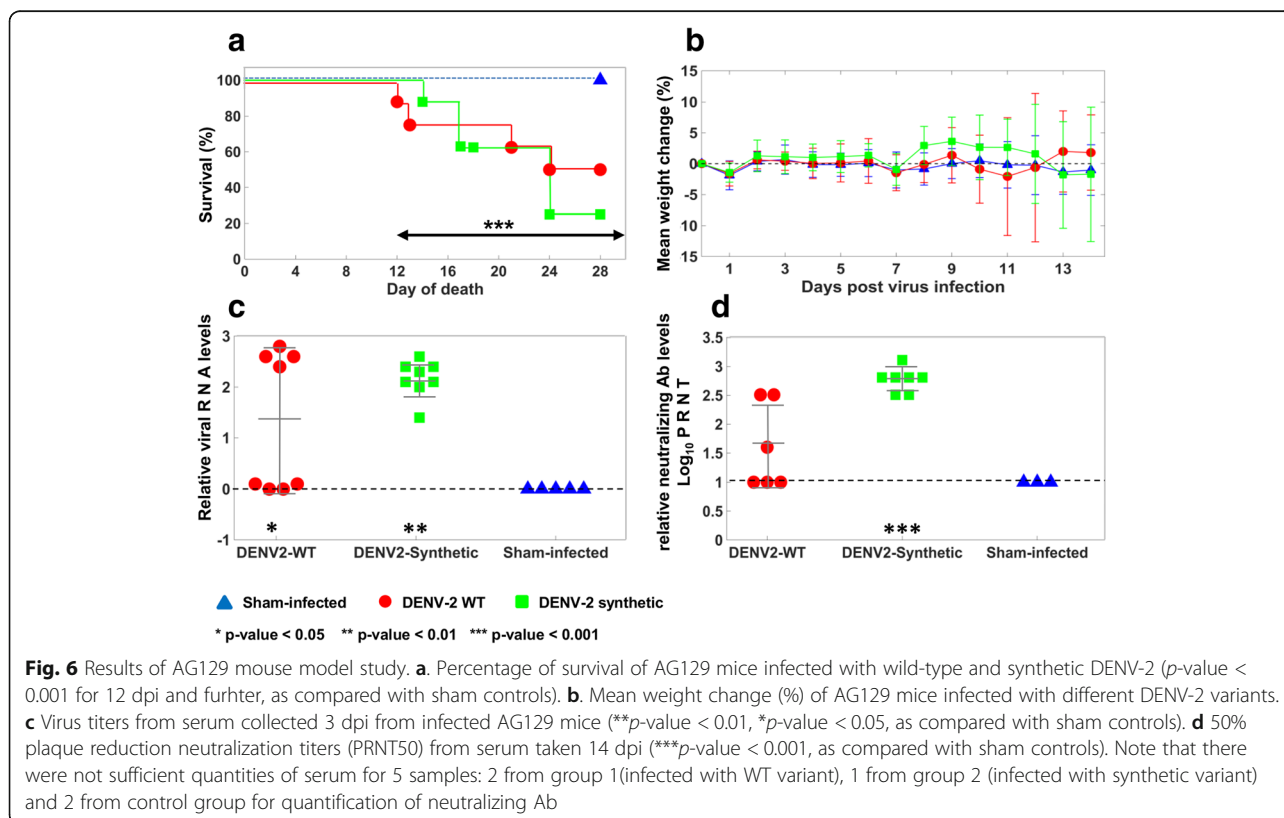 a
100
80
60
40
20
0
Survival (%)
***
0 4 8 12 16 20 24 28
Day of death
b
15
10
5
0
-5
10
15
Mean weight change (%)
1 3 5 7 9 11 13
Days post virus infection
c
3
2
1
0
-1
Relative viral R N A levels
* **
DENV2-WT DENV2-Synthetic Sham-infected
d
3.5
3
2.5
2
1.5
1
0.5
0
relative neutralizing Ab levels
Log10 P R N T
***
DENV2-WT DENV2-Synthetic Sham-infected
Sham-infected DENV-2 WT DENV-2 synthetic
* p-value < 0.05 ** p-value < 0.01 *** p-value < 0.001
Fig. 6 Results of AG129 mouse model study. a. Percentage of survival of AG129 mice infected with wild-type and synthetic DENV-2 (p-value <
0.001 for 12 dpi and furhter, as compared with sham controls). b. Mean weight change (%) of AG129 mice infected with different DENV-2 variants.
c Virus titers from serum collected 3 dpi from infected AG129 mice (**p-value < 0.01, *p-value < 0.05, as compared with sham controls). d 50%
plaque reduction neutralization titers (PRNT50) from serum taken 14 dpi (***p-value < 0.001, as compared with sham controls). Note that there
were not sufficient quantities of serum for 5 samples: 2 from group 1(infected with WT variant), 1 from group 2 (infected with synthetic variant)
and 2 from control group for quantification of neutralizing Ab